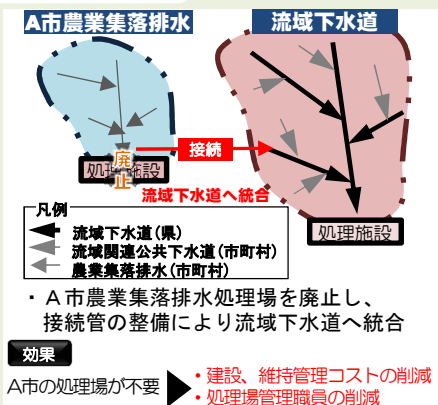 A市農業集落排水
流域下水道
接続
処理施設
廃止
流域下水道へ統合
処理施設
凡例
流域下水道(県)
流域関連公共下水道(市町村)
農業集落排水(市町村)
・A市農業集落排水処理場を廃止し、
接続管の整備により流域下水道へ統合
効果
A市の処理場が不要
・建設、維持管理コストの削減
・処理場管理職員の削減